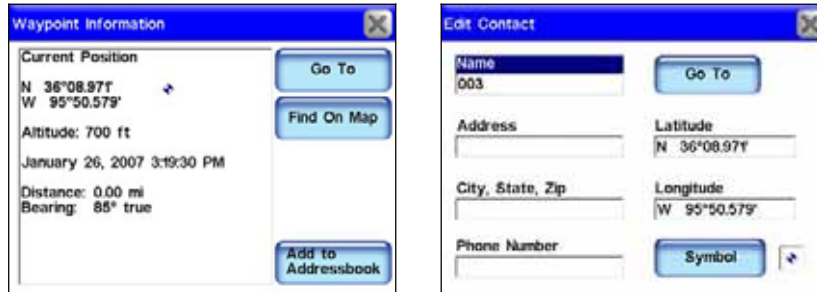 Waypoint Information
Current Position
N 36°08.971'
W 95°50.579'
Altitude: 700 ft
January 26, 2007 3:19:30 PM
Distance: 0.00 mi
Bearing: 85° true
Go To
Find On Map
Add to
Addressbook
Edit Contact
Name
003
Go To
Address
Latitude
N 36°08.971'
City, State, Zip
Longitude
W 95°50.579'
Phone Number
Symbol